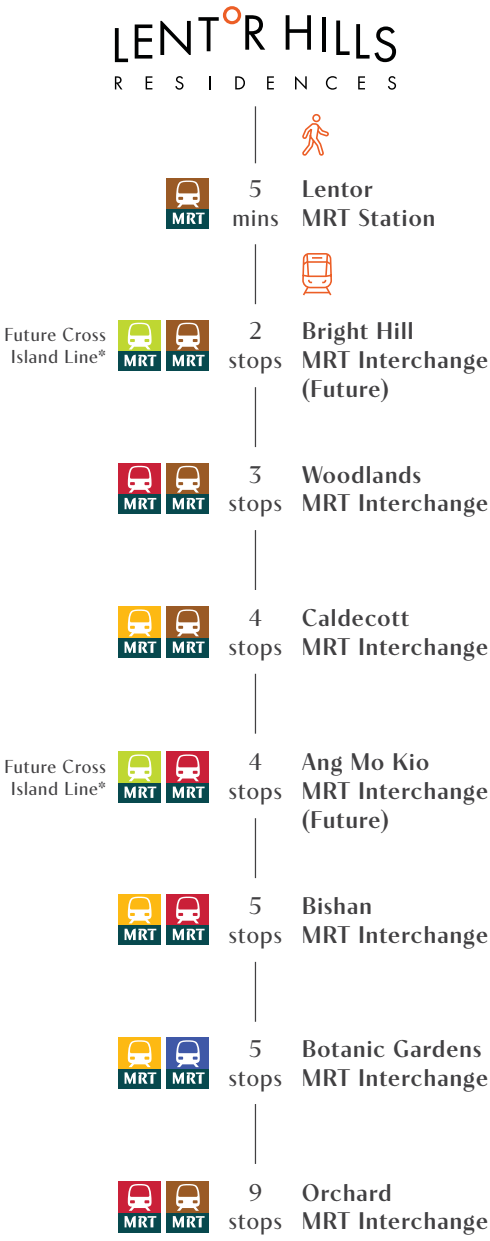 LENTOR HILLS
RESIDENCES
MRT
5
mins
Lentor
MRT Station
Future Cross
Island Line*
MRT MRT
2
stops
Bright Hill
MRT Interchange
(Future)
MRT MRT
3
stops
Woodlands
MRT Interchange
MRT MRT
4
stops
Caldecott
MRT Interchange
Future Cross
Island Line*
MRT MRT
4
stops
Ang Mo Kio
MRT Interchange
(Future)
MRT MRT
5
stops
Bishan
MRT Interchange
MRT MRT
5
stops
Botanic Gardens
MRT Interchange
MRT MRT
9
stops
Orchard
MRT Interchange